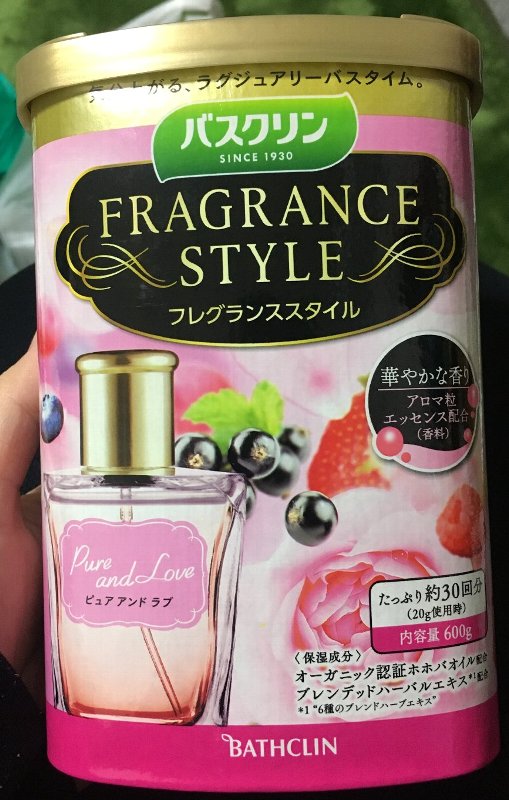 気分上がる、ラグジュアリーバスタイム。
バスクリン
SINCE 1930
FRAGRANCE
STYLE
フレグランススタイル
華やかな香り
アロマ粒
エッセンス配合
(香料)
Pure
and Love
ピュア アンド ラブ
たっぷり約30回分
(20g使用時)
内容量 600g
〈保湿成分〉
オーガニック認証ホホバオイル配合
ブレンデッドハーバルエキス*1配合
*1 "6種のブレンドハーブエキス"
BATHCLIN